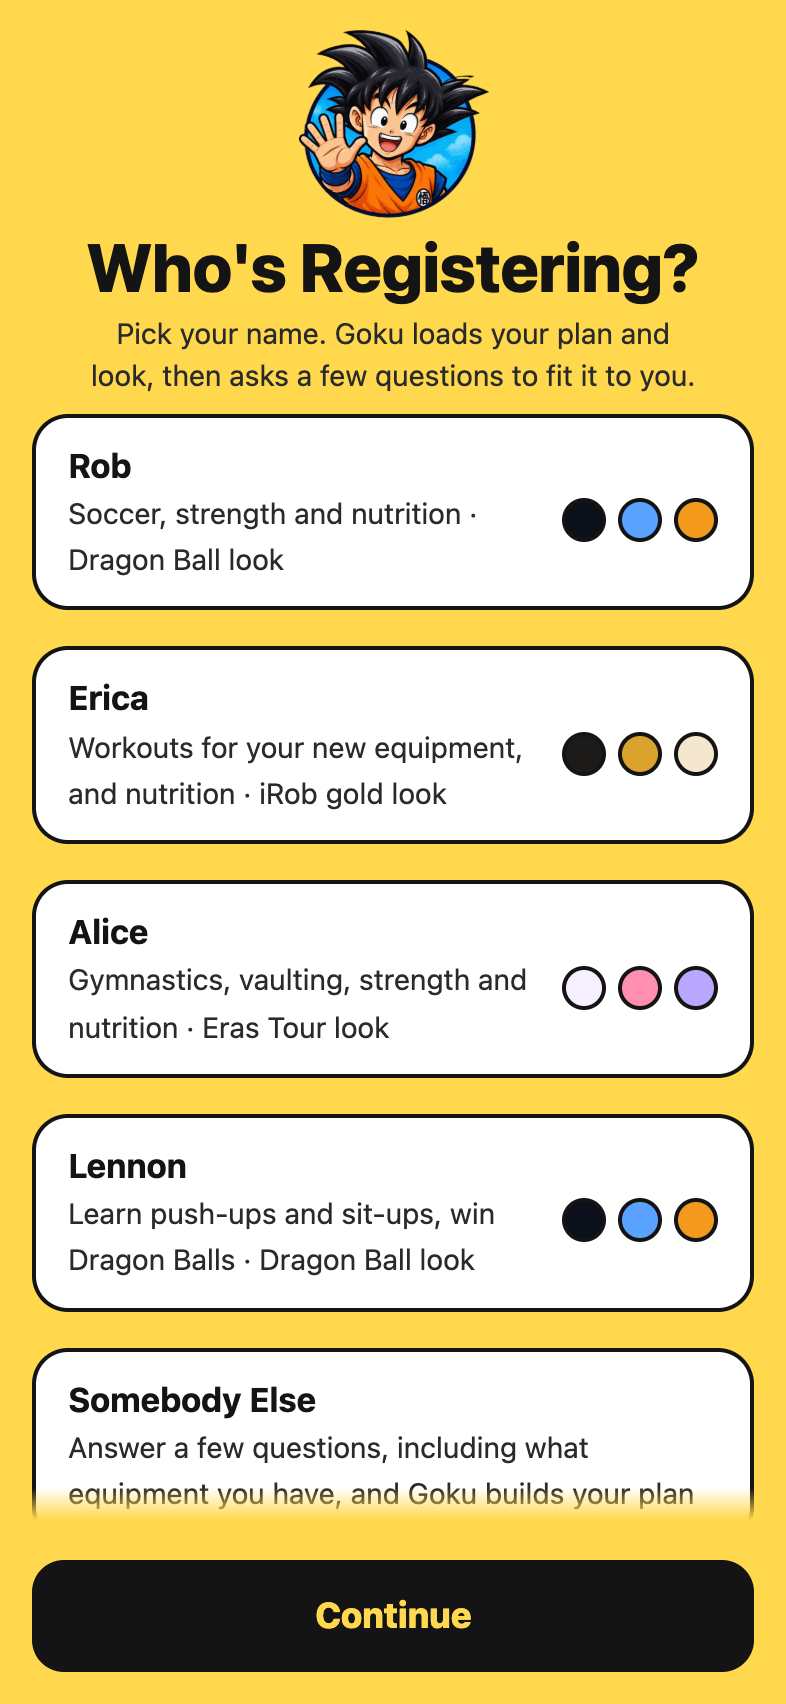 Who's Registering?
Pick your name. Goku loads your plan and
look, then asks a few questions to fit it to you.
Rob
Soccer, strength and nutrition ·
Dragon Ball look
Erica
Workouts for your new equipment,
and nutrition · iRob gold look
Alice
Gymnastics, vaulting, strength and
nutrition · Eras Tour look
Lennon
Learn push-ups and sit-ups, win
Dragon Balls · Dragon Ball look
Somebody Else
Answer a few questions, including what
equipment you have, and Goku builds your plan
Continue